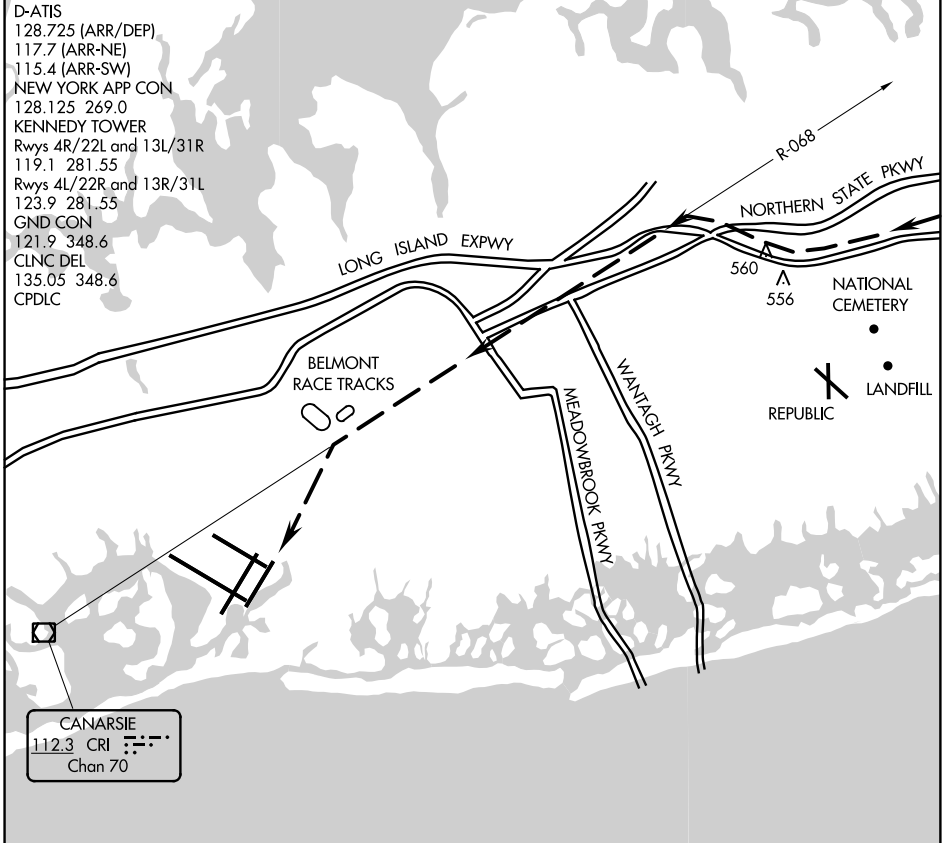 D-ATIS
128.725 (ARR/DEP)
117.7 (ARR-NE)
115.4 (ARR-SW)
NEW YORK APP CON
128.125 269.0
KENNEDY TOWER
Rwys 4R/22L and 13L/31R
119.1 281.55
Rwys 4L/22R and 13R/31L
123.9 281.55
GND CON
121.9 348.6
CLNC DEL
135.05 348.6
CPDLC
R-068
NORTHERN STATE PKWY
LONG ISLAND EXPWY
560
556
NATIONAL
CEMETERY
LANDFILL
REPUBLIC
BELMONT
RACE TRACKS
WANTAGH PKWY
MEADOWBROOK PKWY
CANARSIE
112.3 CRI
Chan 70